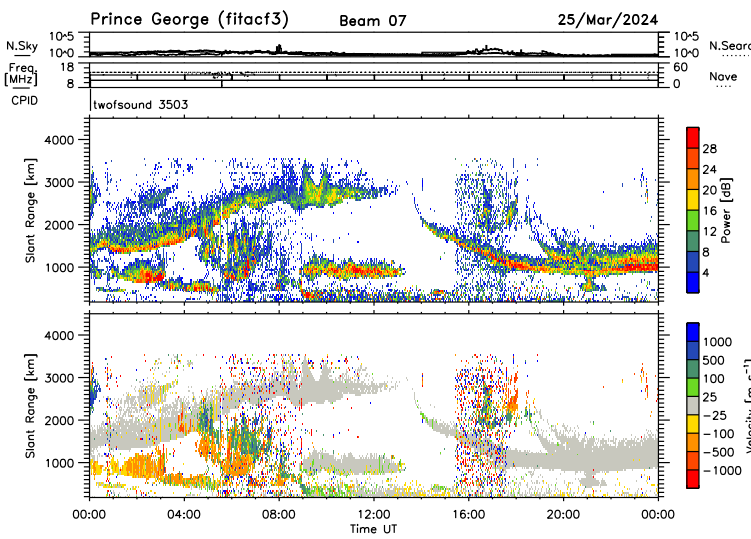 Prince George (fitacf3) Beam 07 25/Mar/2024
N.Sky 10^5 10^5 N.Searc
10^0 10^0
Freq 18 60
[MHz] 8 0 Nave
CPID twofsound 3503
Slant Range [km] 4000 3000 2000 1000
28 24 20 16 12 8 4 Power [dB]
Slant Range [km] 4000 3000 2000 1000
1000 500 100 25 -25 -100 -500 -1000 Velocity [m s^-1]
00:00 04:00 08:00 12:00 16:00 20:00 00:00
Time UT